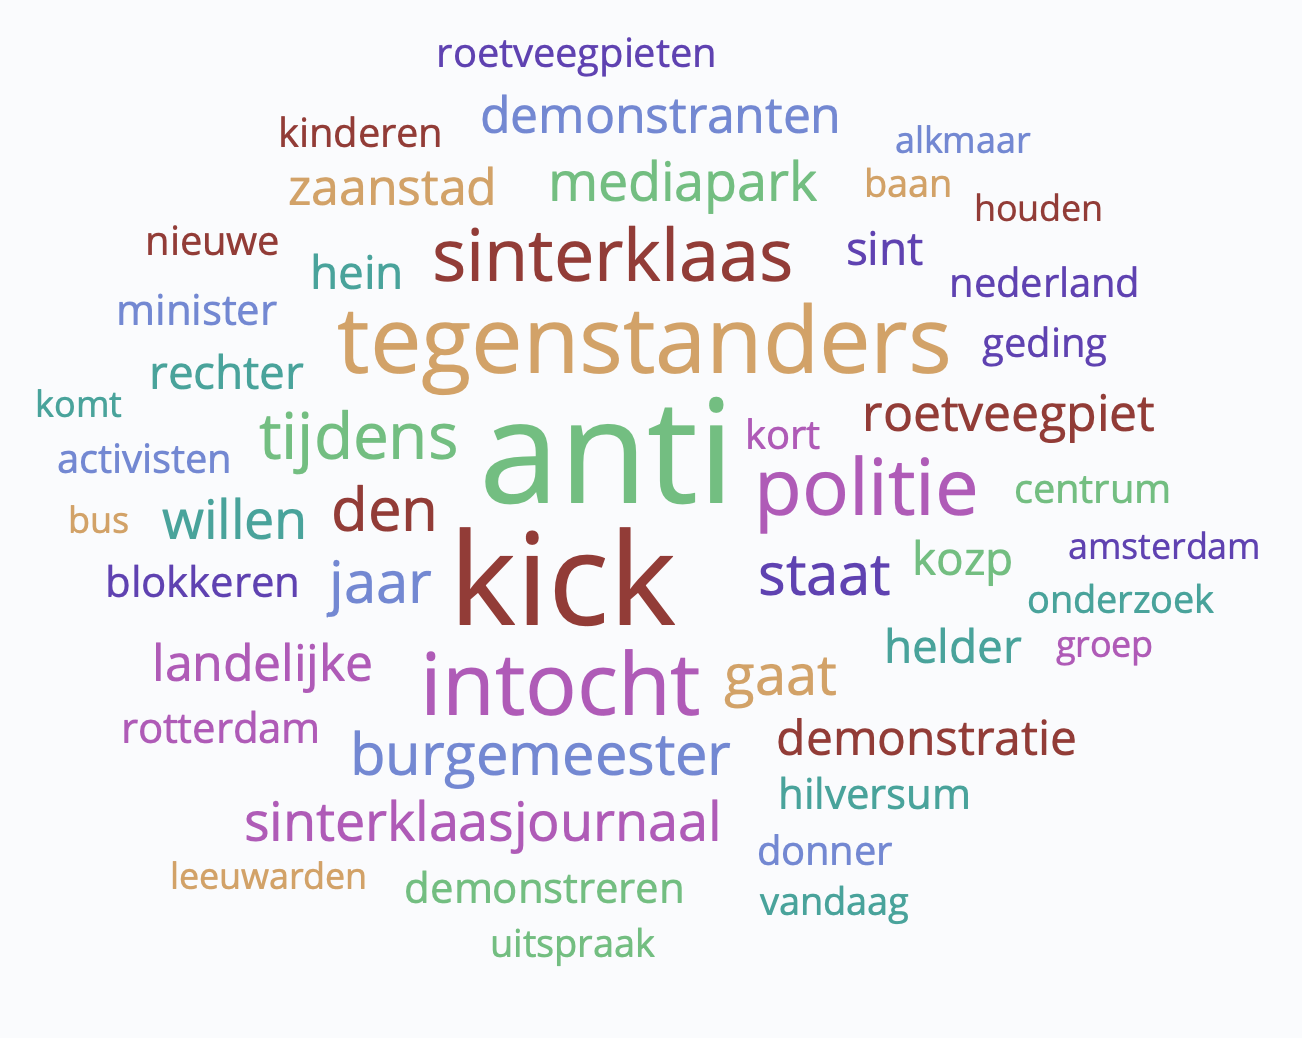 roetveegpieten
demonstranten
kinderen
alkmaar
zaanstad mediapark baan
houden
nieuwe sinterklaas sint
hein
nederland
minister
tegenstanders geding
rechter
komt
tijdens anti kort roetveegpiet
activisten
politie centrum
bus willen den
amsterdam
blokkeren jaar kick staat kozp
onderzoek
helder groep
landelijke intocht gaat
rotterdam
burgemeester demonstratie
hilversum
sinterklaasjournaal
donner
leeuwarden demonstreren vandaag
uitspraak